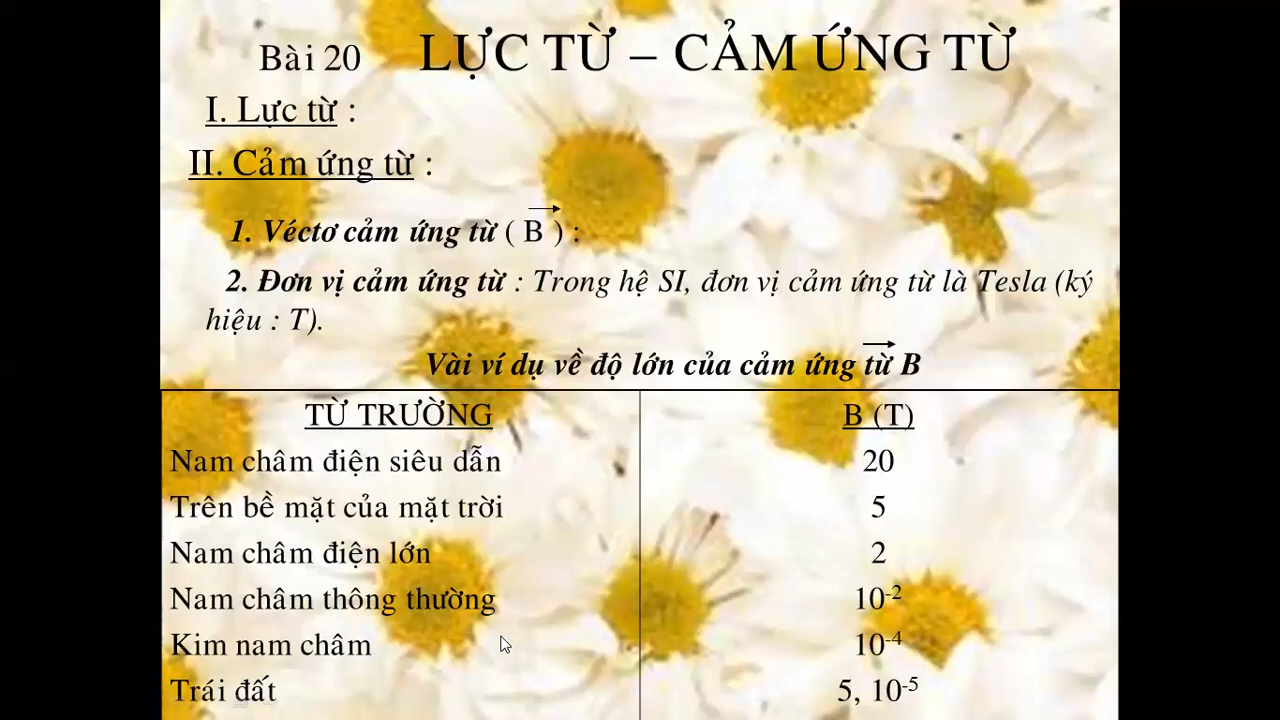 Bài 20 LỰC TỪ – CẢM ỨNG TỪ
I. Lực từ :
II. Cảm ứng từ :
1. Véctơ cảm ứng từ ( B ) :
2. Đơn vị cảm ứng từ : Trong hệ SI, đơn vị cảm ứng từ là Tesla (ký
hiệu : T).
Vài ví dụ về độ lớn của cảm ứng từ B
TỪ TRƯỜNG B (T)
Nam châm điện siêu dẫn 20
Trên bề mặt của mặt trời 5
Nam châm điện lớn 2
Nam châm thông thường 10⁻²
Kim nam châm 10⁻⁴
Trái đất 5, 10⁻⁵